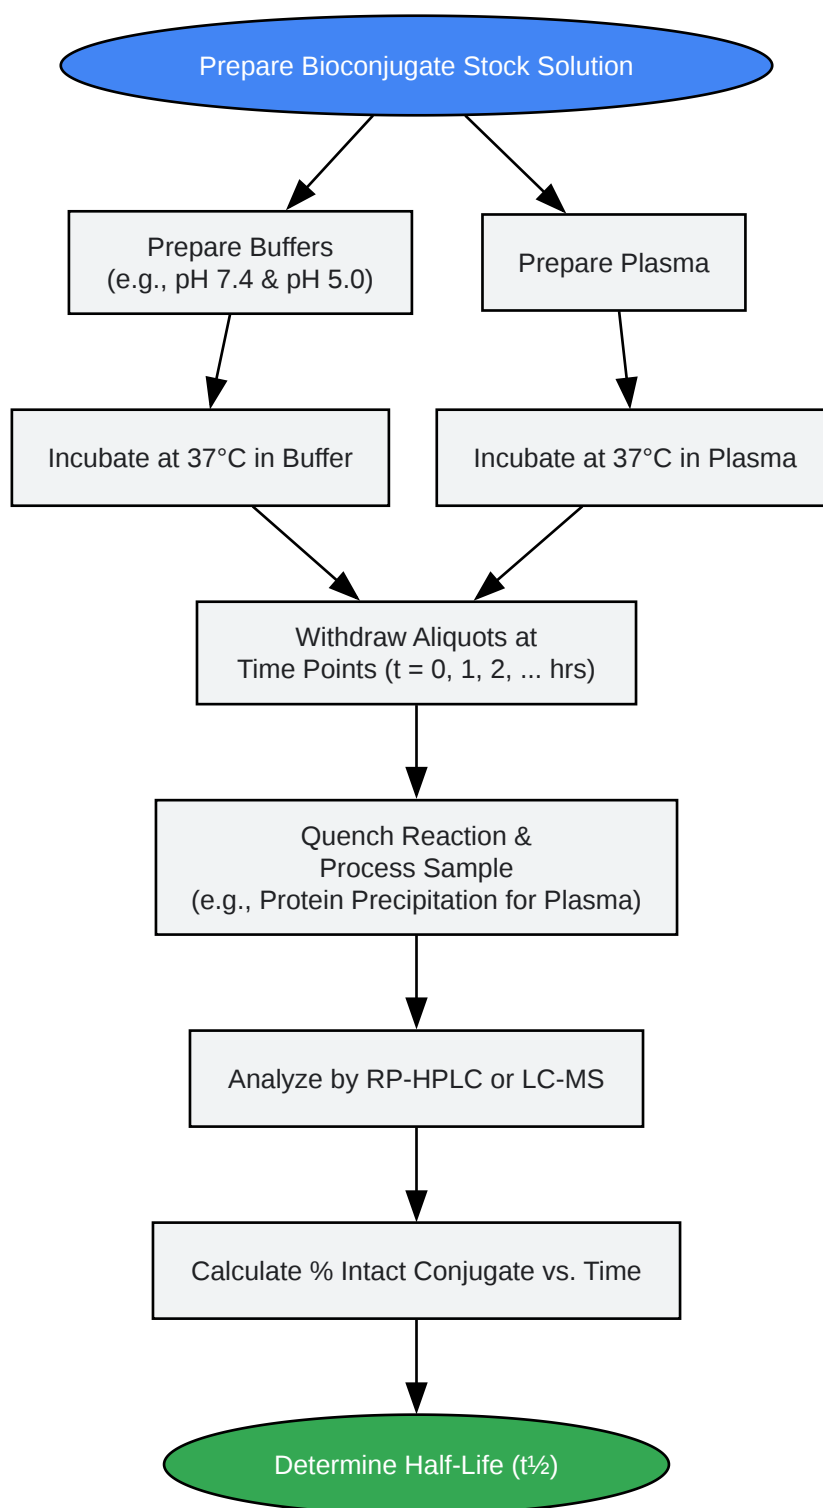 Prepare Bioconjugate Stock Solution
Prepare Buffers
(e.g., pH 7.4 & pH 5.0)
Prepare Plasma
Incubate at 37°C in Buffer
Incubate at 37°C in Plasma
Withdraw Aliquots at
Time Points (t = 0, 1, 2, ... hrs)
Quench Reaction &
Process Sample
(e.g., Protein Precipitation for Plasma)
Analyze by RP-HPLC or LC-MS
Calculate % Intact Conjugate vs. Time
Determine Half-Life (t½)